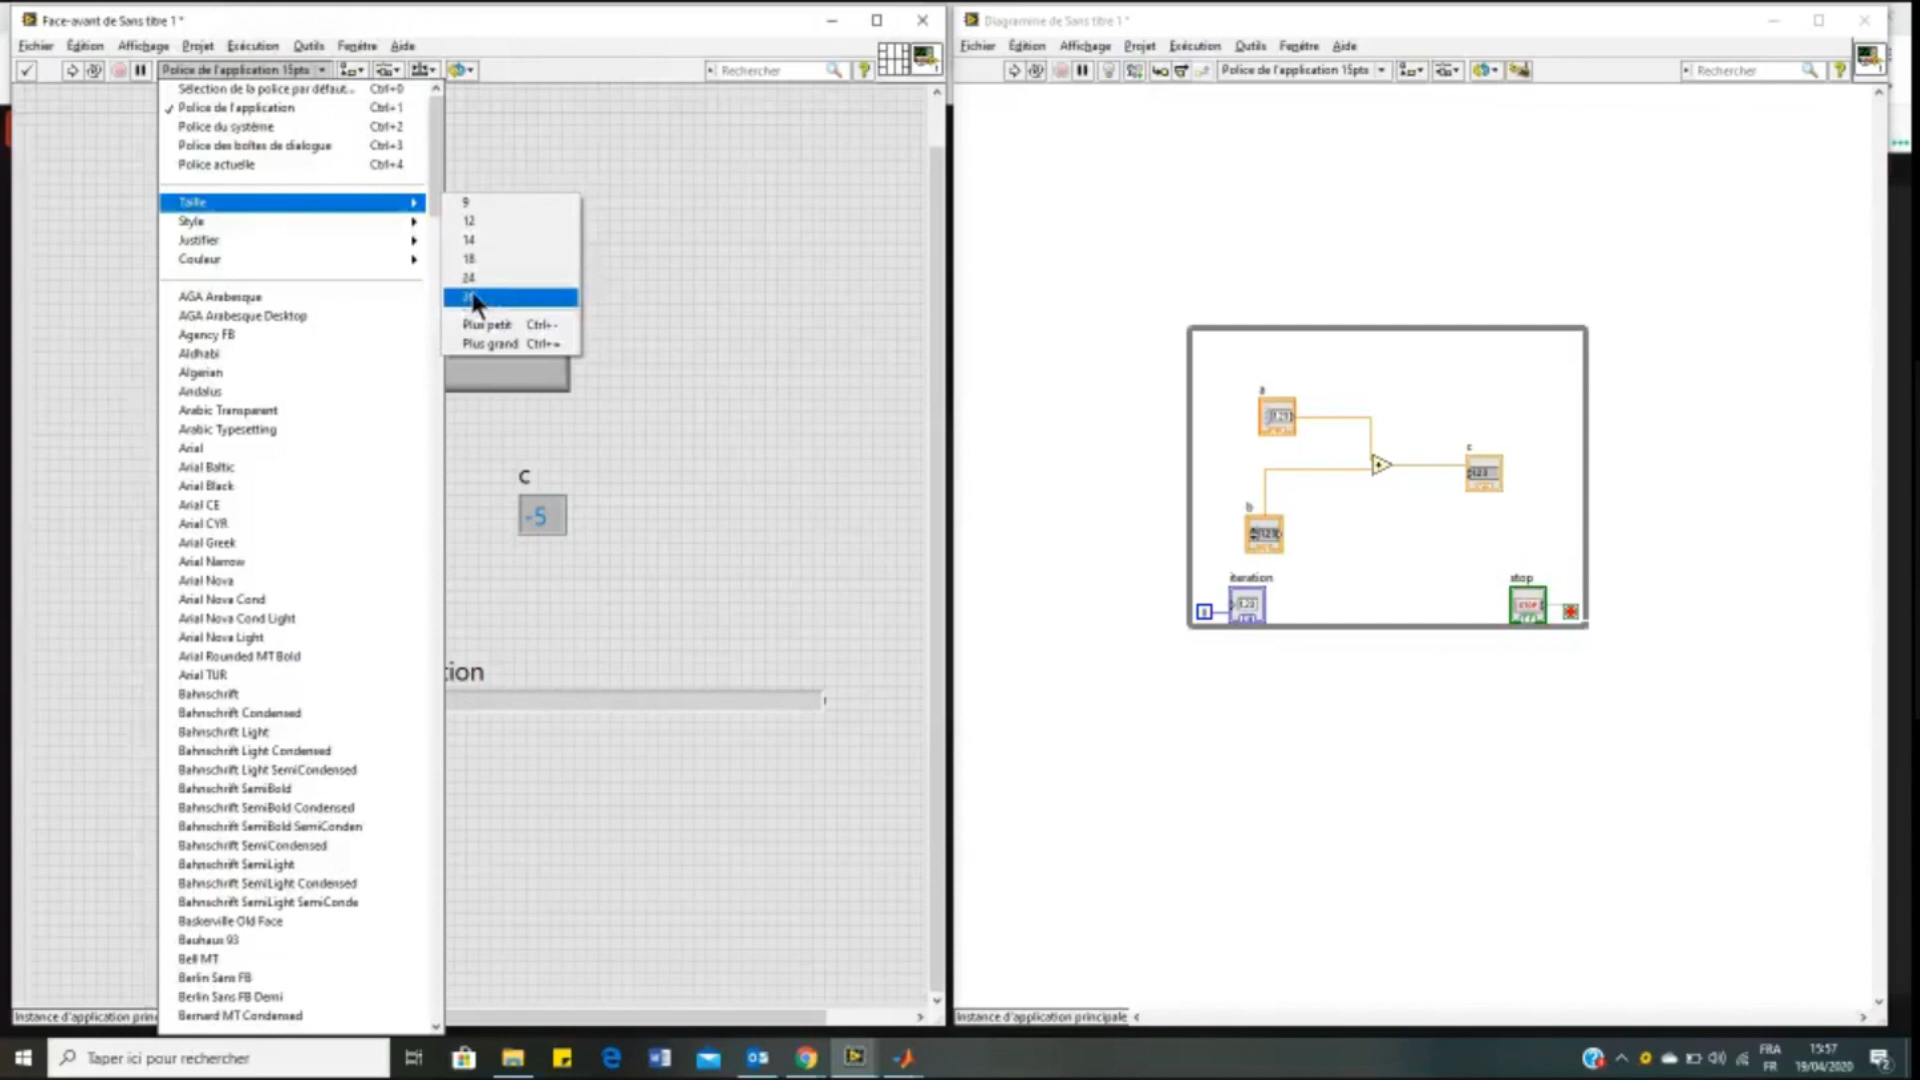 Face-avant de Sans titre 1 *
Fichier Édition Affichage Projet Exécution Outils Fenêtre Aide
Police de l'application 15pts
Rechercher
Sélection de la police par défaut... Ctrl+0
Police de l'application Ctrl+1
Police du système Ctrl+2
Police des boîtes de dialogue Ctrl+3
Police actuelle Ctrl+4
Taille
Style
Justifier
Couleur
AGA Arabesque
AGA Arabesque Desktop
Agency FB
Aldhabi
Algerian
Andalus
Arabic Transparent
Arabic Typesetting
Arial
Arial Baltic
Arial Black
Arial CE
Arial CYR
Arial Greek
Arial Narrow
Arial Nova
Arial Nova Cond
Arial Nova Cond Light
Arial Nova Light
Arial Rounded MT Bold
Arial TUR
Bahnschrift
Bahnschrift Condensed
Bahnschrift Light
Bahnschrift Light Condensed
Bahnschrift Light SemiCondensed
Bahnschrift SemiBold
Bahnschrift SemiBold Condensed
Bahnschrift SemiBold SemiConden
Bahnschrift SemiCondensed
Bahnschrift SemiLight
Bahnschrift SemiLight Condensed
Bahnschrift SemiLight SemiConde
Baskerville Old Face
Bauhaus 93
Bell MT
Berlin Sans FB
Berlin Sans FB Demi
Bernard MT Condensed
9
12
14
18
24
Plus petit Ctrl+-
Plus grand Ctrl+=
c
-5
tion
Instance d'application prin
Diagramme de Sans titre 1 *
Fichier Édition Affichage Projet Exécution Outils Fenêtre Aide
Police de l'application 15pts
Rechercher
a
b
c
iteration
stop
i
Instance d'application principale
Taper ici pour rechercher
FRA
FR
15:57
19/04/2020